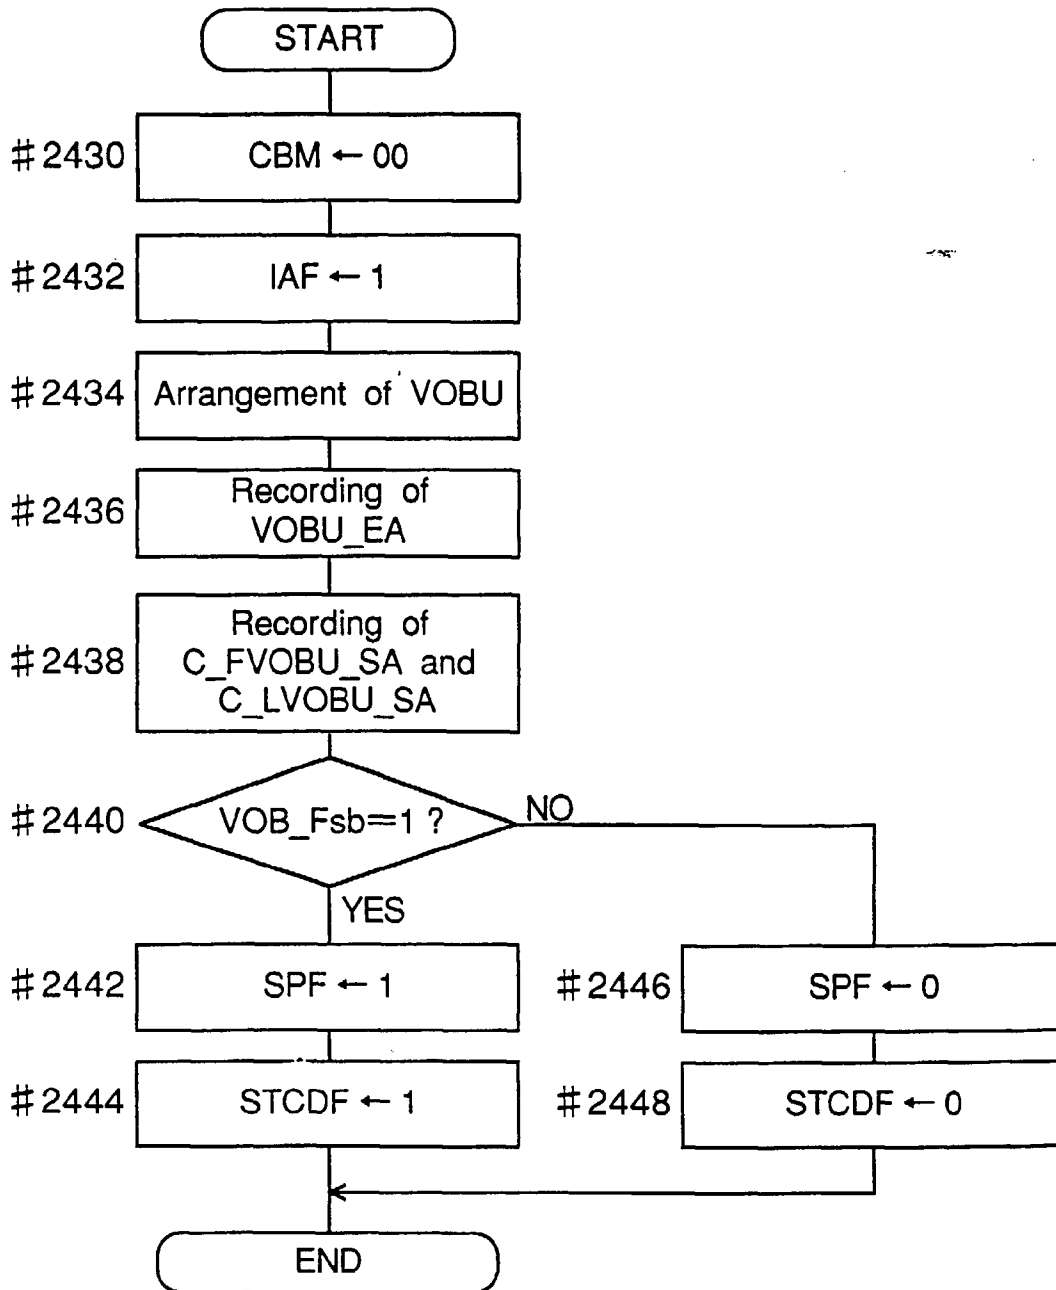 START
#2430
CBM ← 00
#2432
IAF ← 1
#2434
Arrangement of VOBU
#2436
Recording of
VOBU_EA
#2438
Recording of
C_FVOBU_SA and
C_LVOBU_SA
#2440
VOB_Fsb=1 ?
NO
YES
#2442
SPF ← 1
#2446
SPF ← 0
#2444
STCDF ← 1
#2448
STCDF ← 0
END